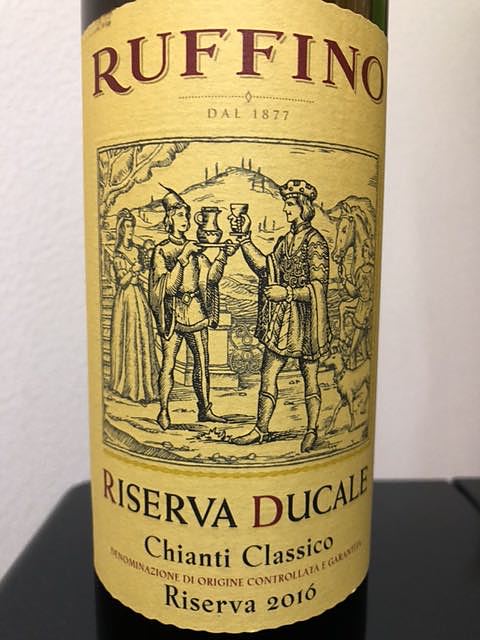 RUFFINO
DAL 1877
RISERVA DUCALE
Chianti Classico
DENOMINAZIONE DI ORIGINE CONTROLLATA E GARANTITA
Riserva 2016